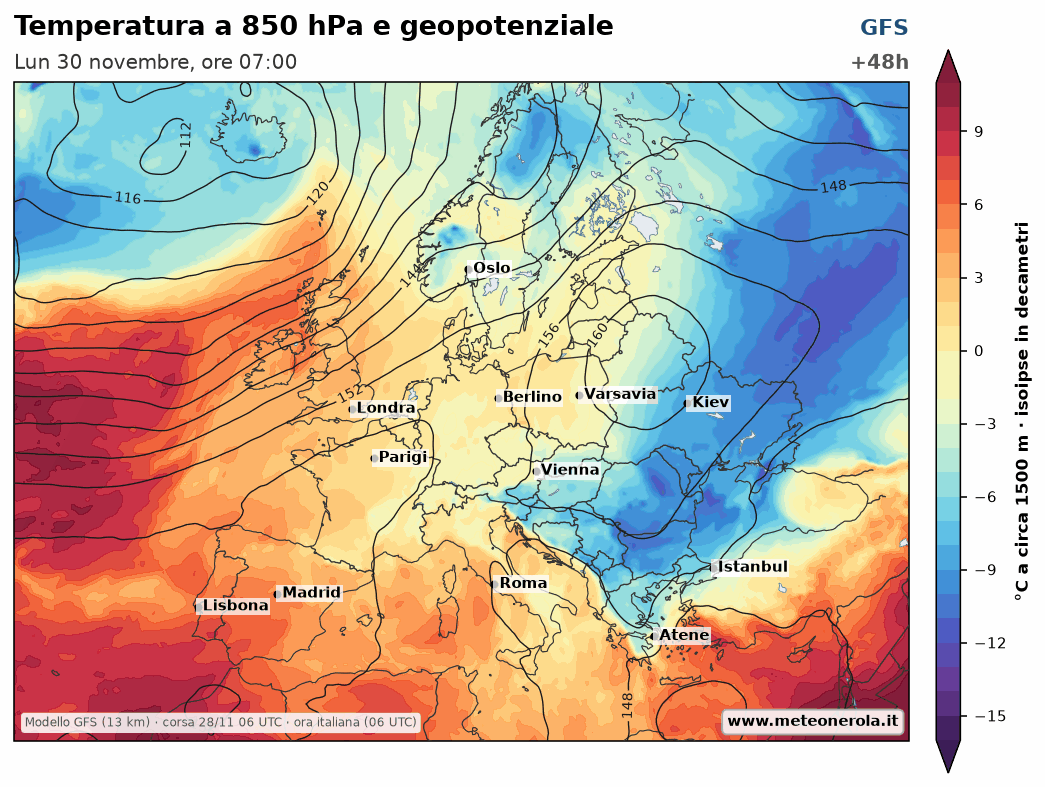 Temperatura a 850 hPa e geopotenziale
GFS
Lun 30 novembre, ore 07:00
+48h
112
116
120
144
148
152
156
160
148
Oslo
Londra
Berlino
Varsavia
Kiev
Parigi
Vienna
Istanbul
Roma
Madrid
Lisbona
Atene
9
6
3
0
−3
−6
−9
−12
−15
°C a circa 1500 m · isoipse in decametri
Modello GFS (13 km) · corsa 28/11 06 UTC · ora italiana (06 UTC)
www.meteonerola.it